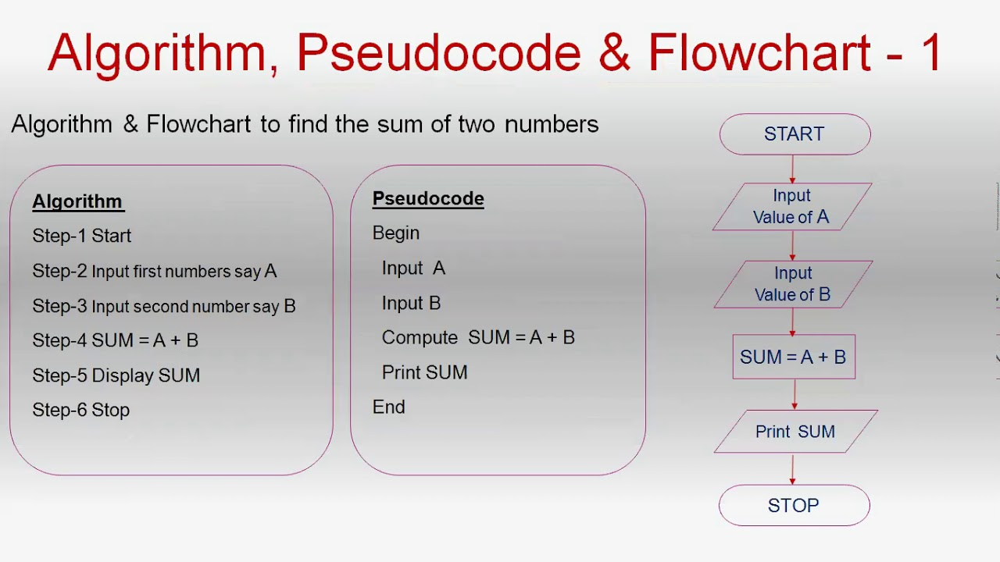 Algorithm, Pseudocode & Flowchart - 1
Algorithm & Flowchart to find the sum of two numbers
Algorithm
Step-1 Start
Step-2 Input first numbers say A
Step-3 Input second number say B
Step-4 SUM = A + B
Step-5 Display SUM
Step-6 Stop
Pseudocode
Begin
Input A
Input B
Compute SUM = A + B
Print SUM
End
START
Input
Value of A
Input
Value of B
SUM = A + B
Print SUM
STOP